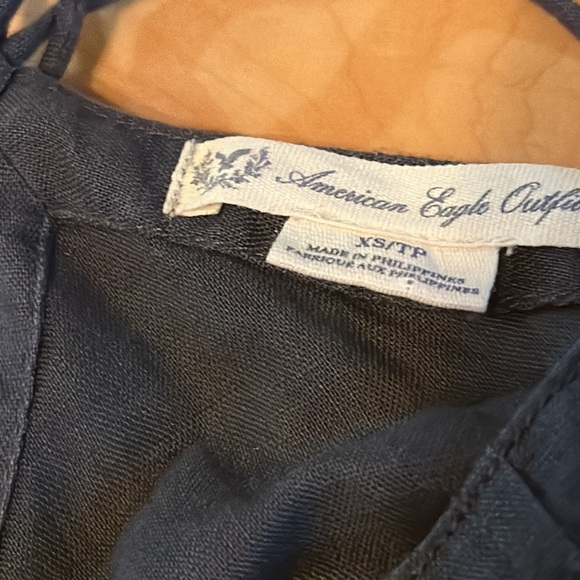 American Eagle Outfi
XS/TP
MADE IN PHILIPPINES
FABRIQUE AUX PHILIPPINES